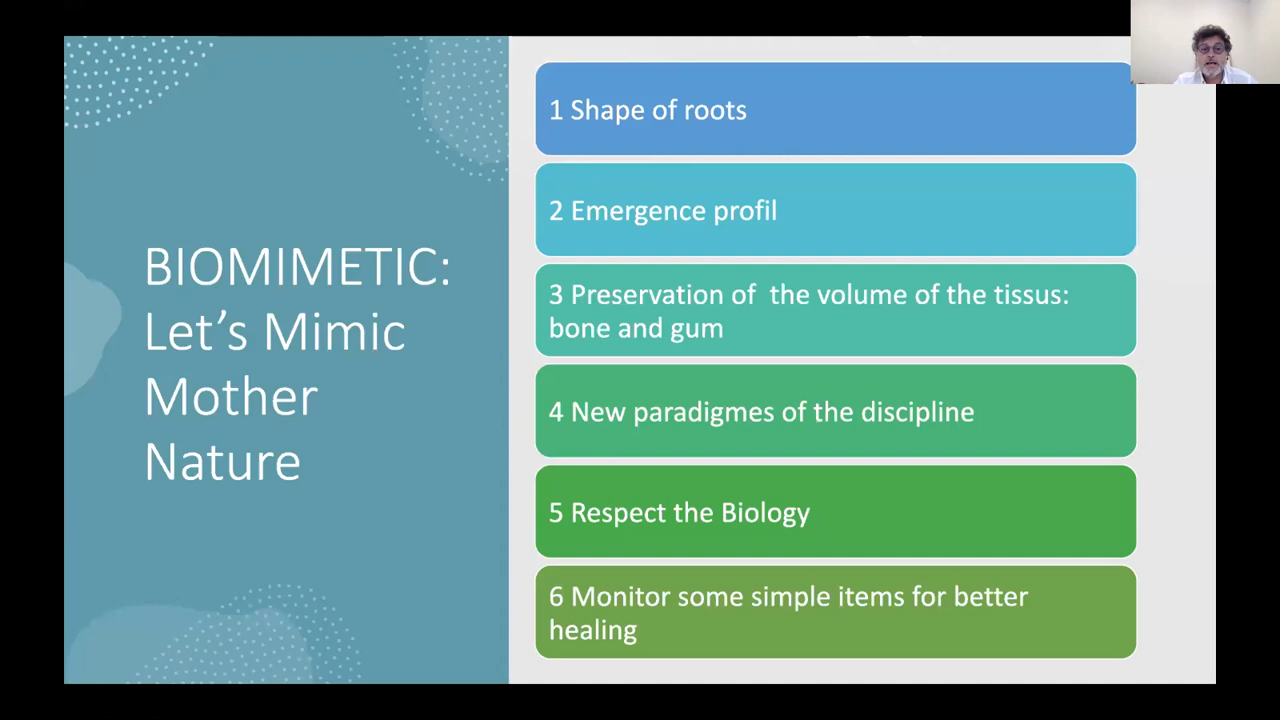 BIOMIMETIC:
Let’s Mimic
Mother
Nature
1 Shape of roots
2 Emergence profil
3 Preservation of  the volume of the tissus:
bone and gum
4 New paradigmes of the discipline
5 Respect the Biology
6 Monitor some simple items for better
healing